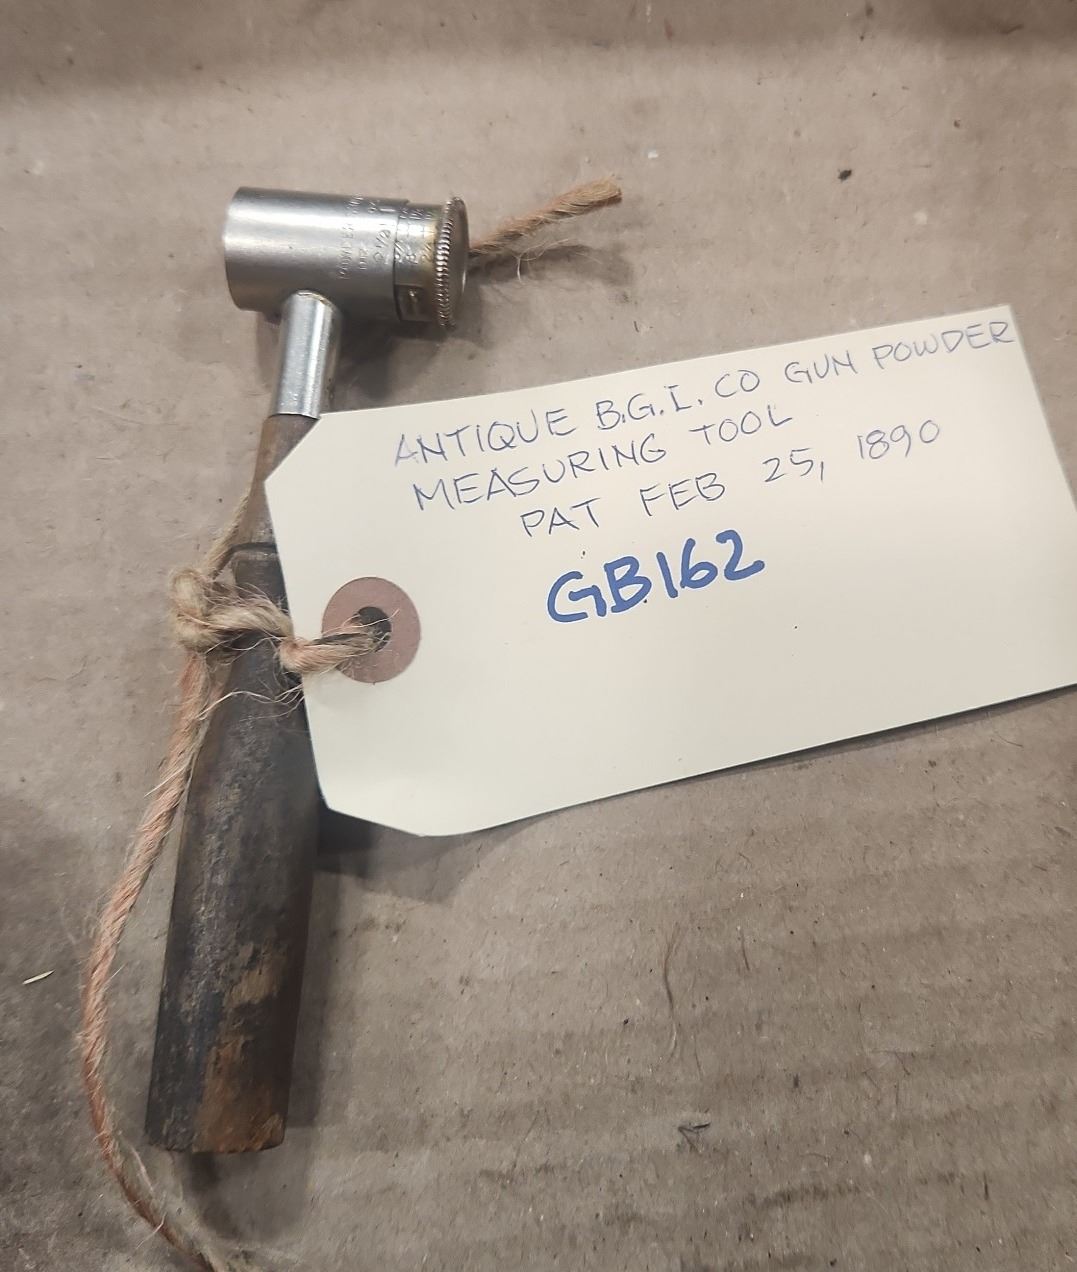 ANTIQUE B.G.I. CO GUN POWDER
MEASURING TOOL
PAT FEB 25, 1890
GB162